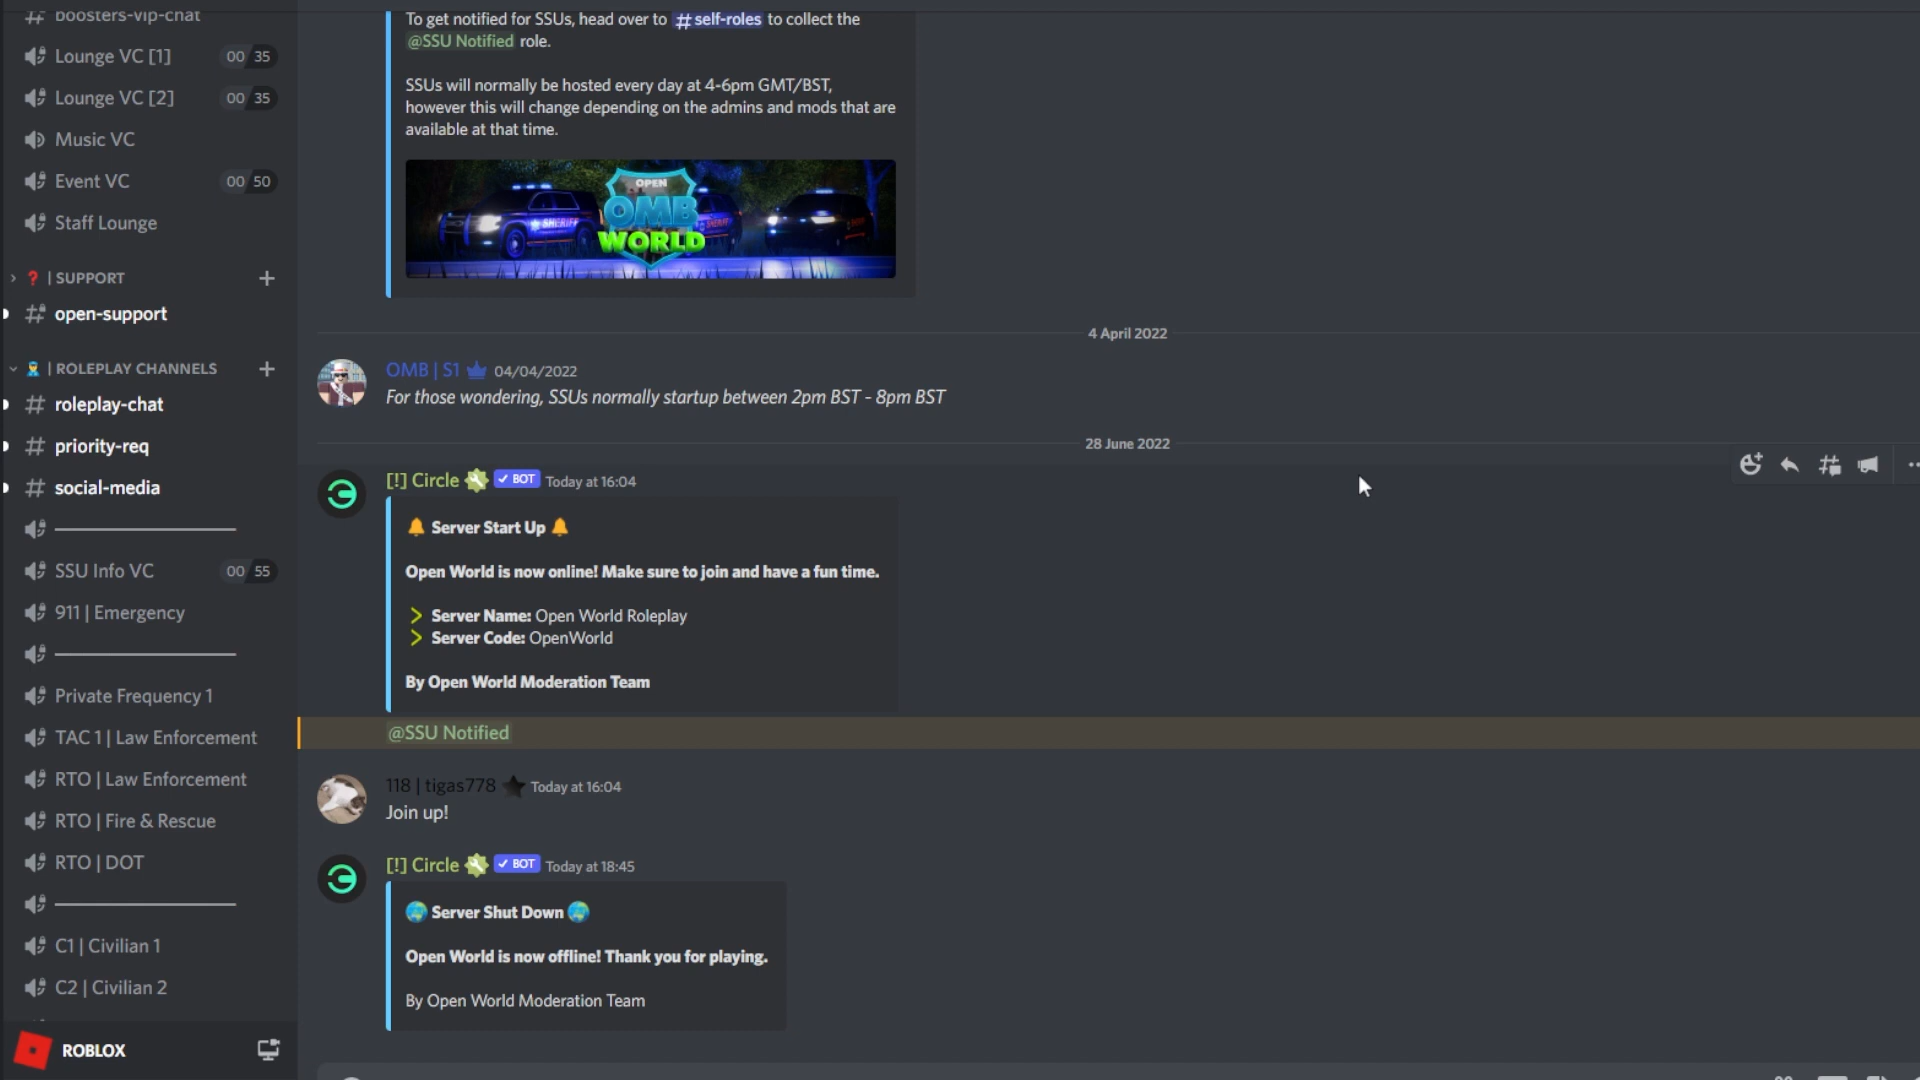 boosters-vip-chat
Lounge VC [1] 00 35
Lounge VC [2] 00 35
Music VC
Event VC 00 50
Staff Lounge
| SUPPORT
open-support
| ROLEPLAY CHANNELS
roleplay-chat
priority-req
social-media
SSU Info VC 00 55
911 | Emergency
Private Frequency 1
TAC 1 | Law Enforcement
RTO | Law Enforcement
RTO | Fire & Rescue
RTO | DOT
C1 | Civilian 1
C2 | Civilian 2
ROBLOX
To get notified for SSUs, head over to #self-roles to collect the
@SSU Notified role.
SSUs will normally be hosted every day at 4-6pm GMT/BST,
however this will change depending on the admins and mods that are
available at that time.
OPEN
OMB
WORLD
SHERIFF
SHERIFF
4 April 2022
OMB | S1 04/04/2022
For those wondering, SSUs normally startup between 2pm BST - 8pm BST
28 June 2022
[!] Circle ✓ BOT Today at 16:04
🔔 Server Start Up 🔔
Open World is now online! Make sure to join and have a fun time.
> Server Name: Open World Roleplay
> Server Code: OpenWorld
By Open World Moderation Team
@SSU Notified
118 | tigas778 Today at 16:04
Join up!
[!] Circle ✓ BOT Today at 18:45
Server Shut Down
Open World is now offline! Thank you for playing.
By Open World Moderation Team